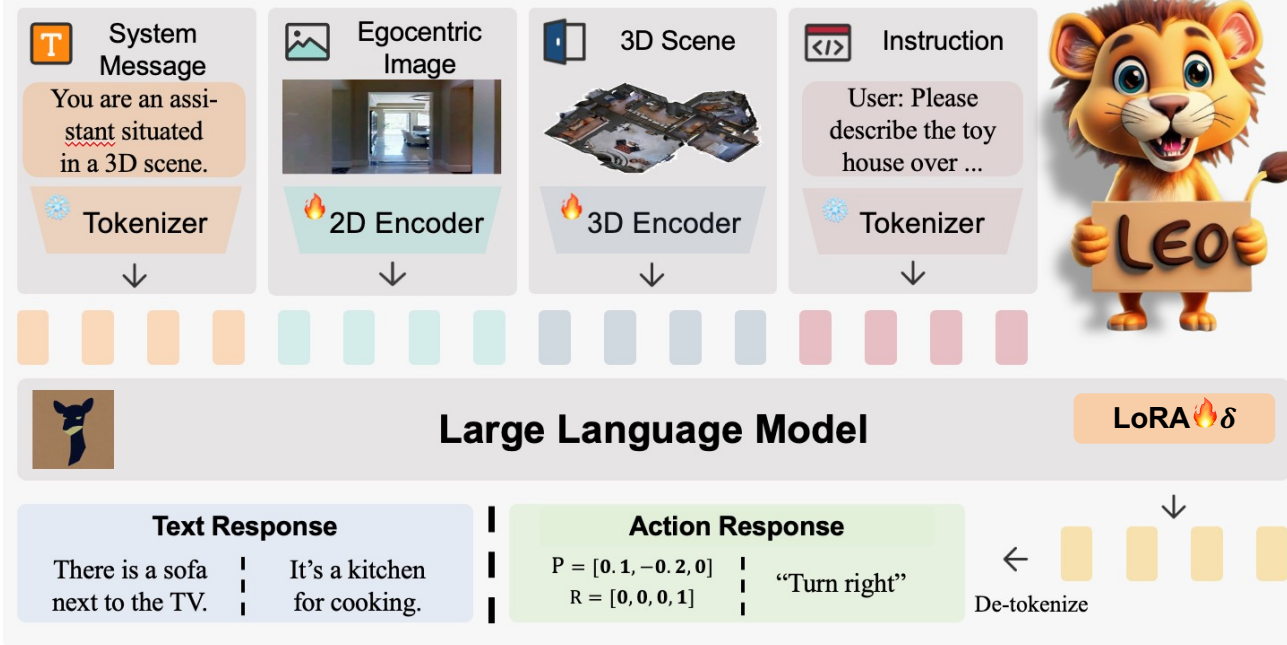 T
System
Message
You are an assi-
stant situated
in a 3D scene.
Tokenizer
Egocentric
Image
2D Encoder
3D Scene
3D Encoder
</>
Instruction
User: Please
describe the toy
house over ...
Tokenizer
LEO
Large Language Model
LoRA δ
Text Response
There is a sofa
next to the TV.
It's a kitchen
for cooking.
Action Response
P = [0.1, −0.2, 0]
R = [0, 0, 0, 1]
“Turn right”
De-tokenize